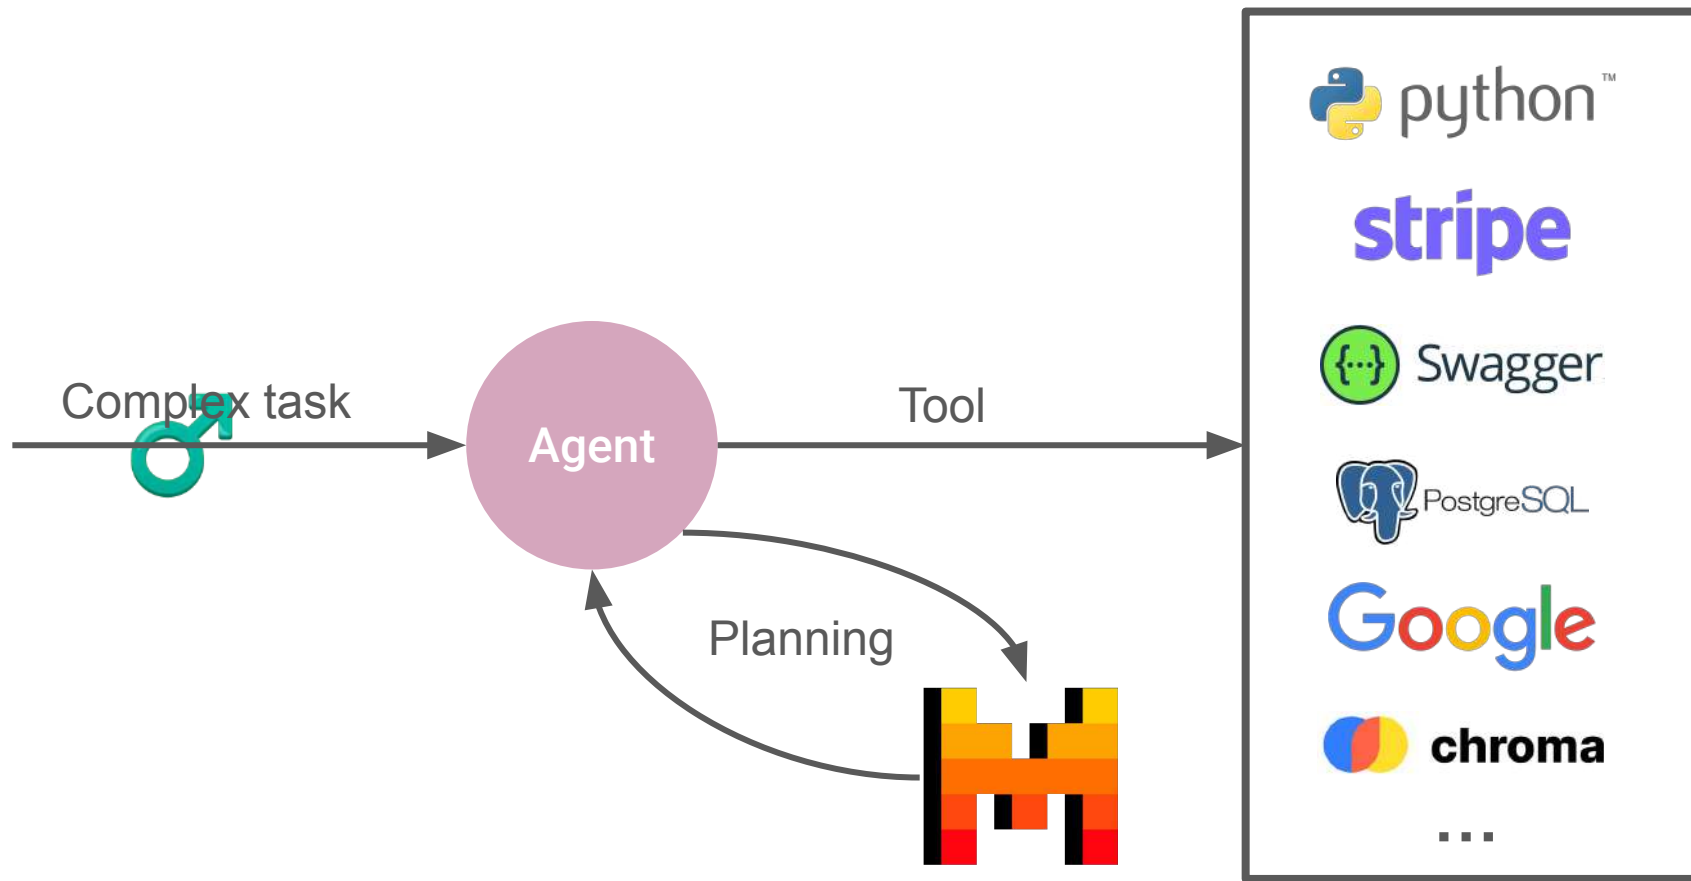 python™
stripe
Swagger
Complex task
Agent
Tool
PostgreSQL
Planning
Google
chroma
...